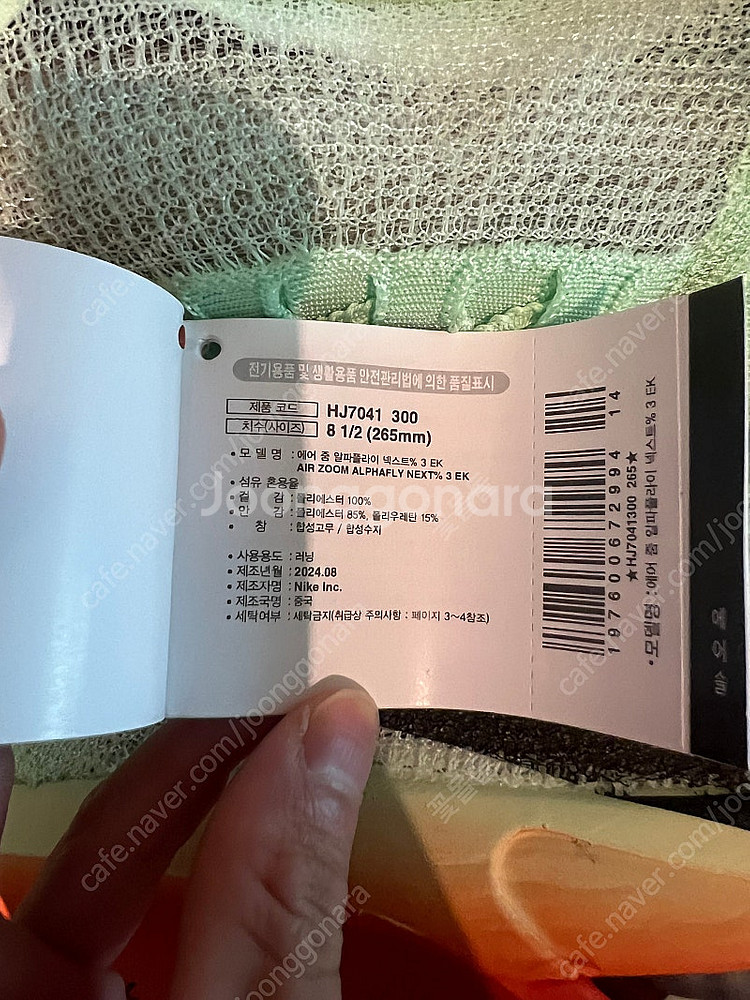 전기용품 및 생활용품 안전관리법에 의한 품질표시
제품 코드 HJ7041 300
치수(사이즈) 8 1/2 (265mm)
• 모 델 명 : 에어 줌 알파플라이 넥스트% 3 EK
AIR ZOOM ALPHAFLY NEXT% 3 EK
• 섬유 혼용율
겉 감 : 폴리에스터 100%
안 감 : 폴리에스터 85%, 폴리우레탄 15%
• 창 : 합성고무 / 합성수지
• 사용용도 : 러닝
• 제조년월 : 2024.08
• 제조자명 : Nike Inc.
• 제조국명 : 중국
• 세탁여부 : 세탁금지(취급상 주의사항 : 페이지 3~4참조)
197600672994 14
★HJ7041300 265★
• 모델명 : 에어 줌 알파플라이 넥스트% 3 EK
Joonggonara
cafe.naver.com/joonggonara